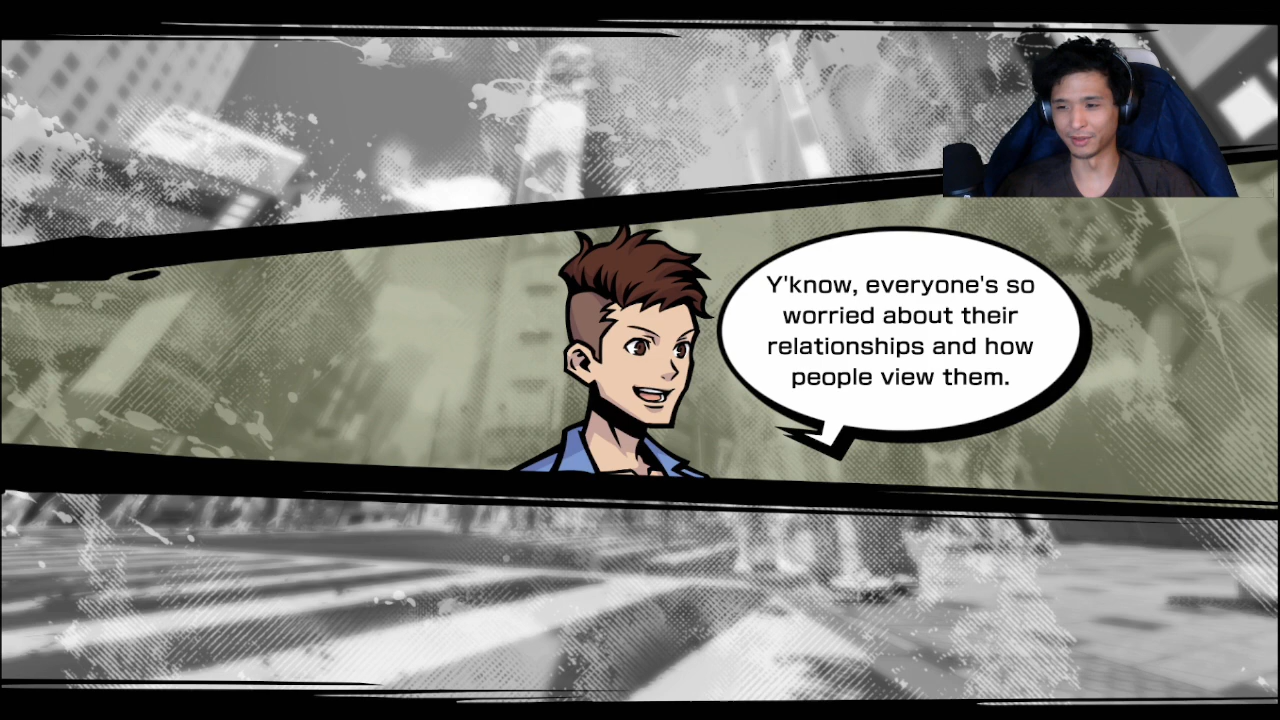 Y'know, everyone's so
worried about their
relationships and how
people view them.